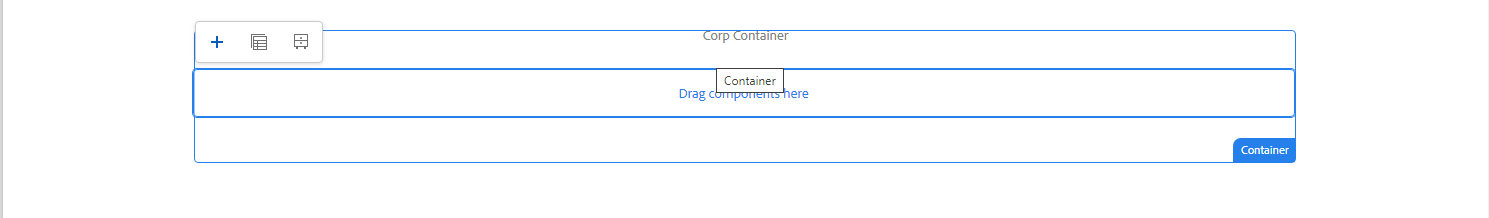 Corp Container
Container
Drag components here
Container